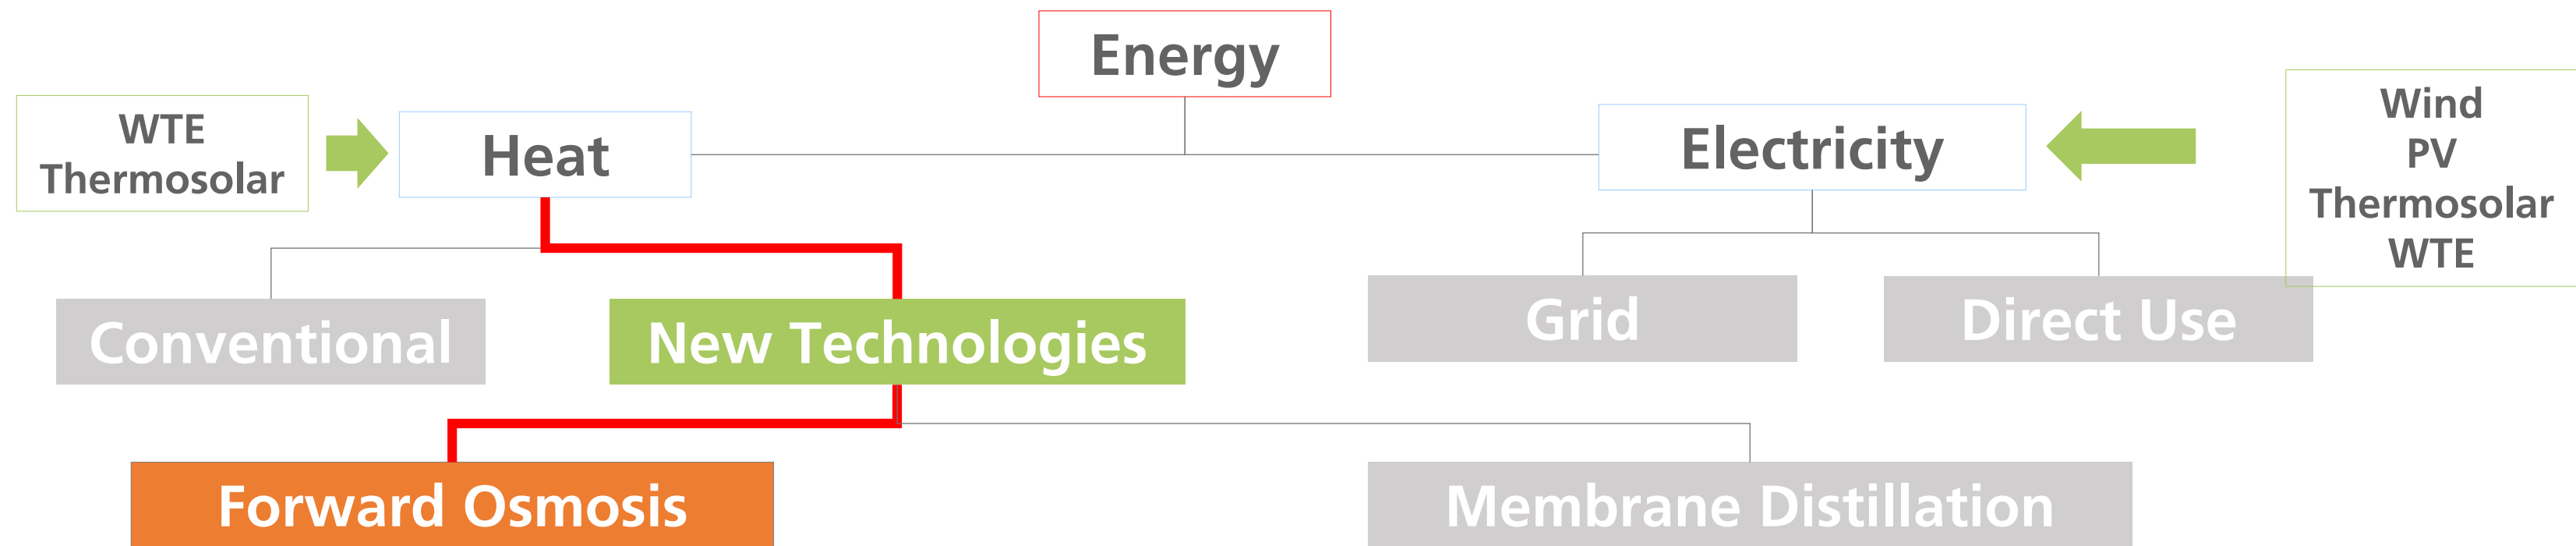 Energy
WTE
Thermosolar
Heat
Electricity
Wind
PV
Thermosolar
WTE
Conventional
New Technologies
Grid
Direct Use
Forward Osmosis
Membrane Distillation